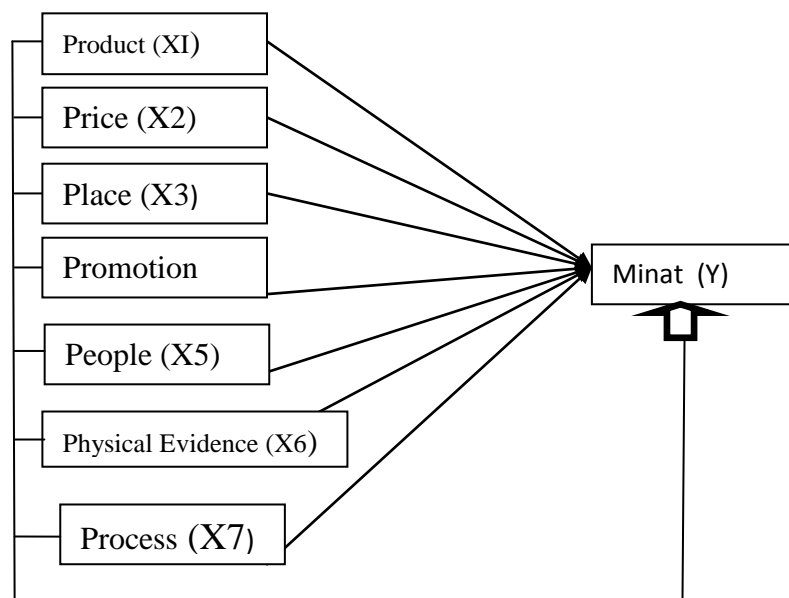 Product (XI)
Price (X2)
Place (X3)
Promotion
People (X5)
Physical Evidence (X6)
Process (X7)
Minat (Y)